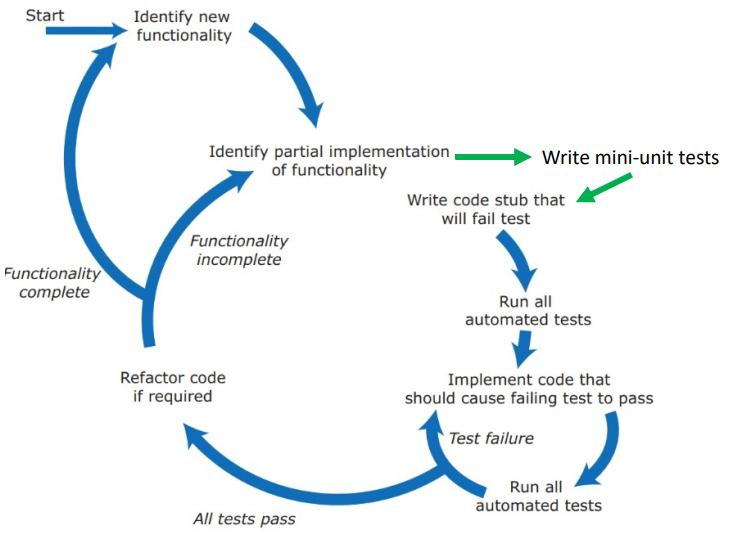 Start
Identify new
functionality
Identify partial implementation
of functionality
Write mini-unit tests
Write code stub that
will fail test
Functionality
incomplete
Functionality
complete
Run all
automated tests
Refactor code
if required
Implement code that
should cause failing test to pass
Test failure
Run all
automated tests
All tests pass